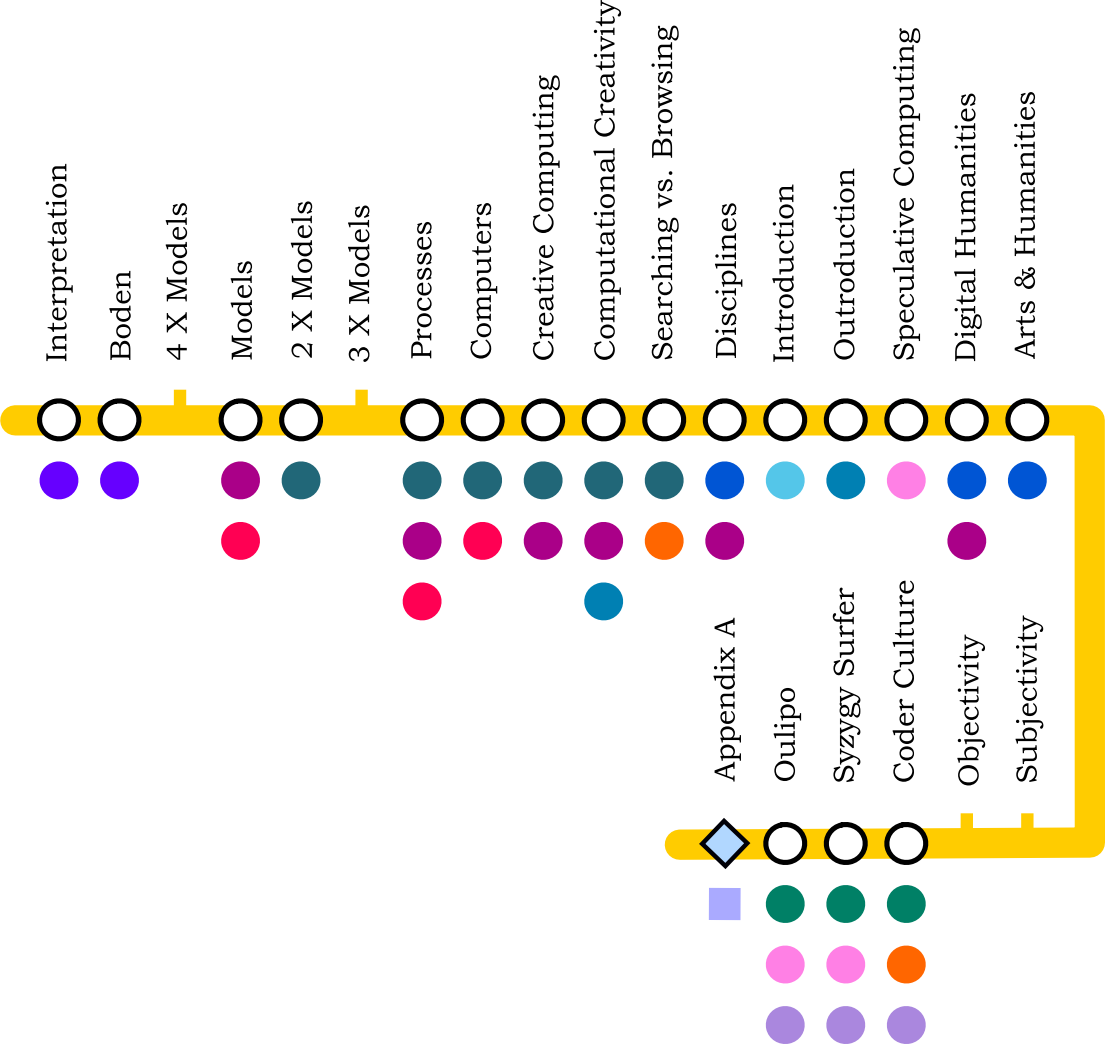 Interpretation
Boden
4 X Models
Models
2 X Models
3 X Models
Processes
Computers
Creative Computing
Computational Creativity
Searching vs. Browsing
Disciplines
Introduction
Outroduction
Speculative Computing
Digital Humanities
Arts & Humanities
Appendix A
Oulipo
Syzygy Surfer
Coder Culture
Objectivity
Subjectivity